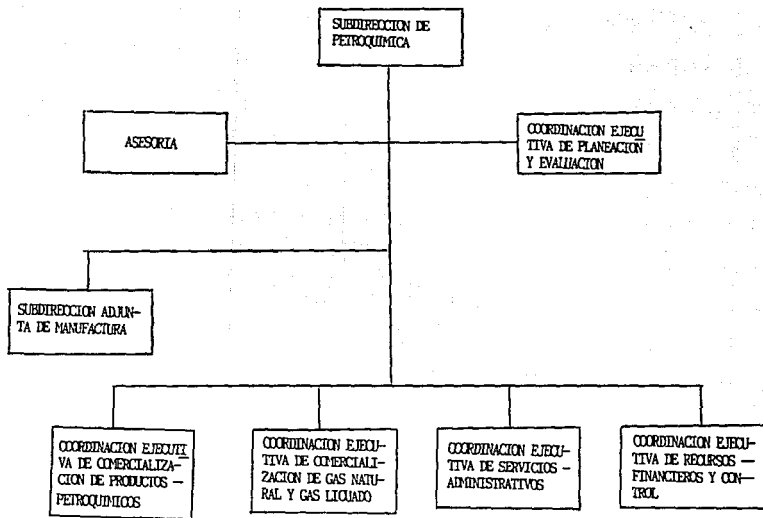 SUBDIRECCION DE
PETROQUIMICA
ASESORIA
COORDINACION EJECU
TIVA DE PLANEACION
Y EVALUACION
SUBDIRECCION ADJUN-
TA DE MANUFACTURA
COORDINACION EJECUTI
VA DE COMERCIALIZA-
CION DE PRODUCTOS -
PETROQUIMICOS
COORDINACION EJECU-
TIVA DE COMERCIALI-
ZACION DE GAS NATU-
RAL Y GAS LICUADO
COORDINACION EJECU-
TIVA DE SERVICIOS -
ADMINISTRATIVOS
COORDINACION EJECU-
TIVA DE RECURSOS -
FINANCIEROS Y CON-
TROL